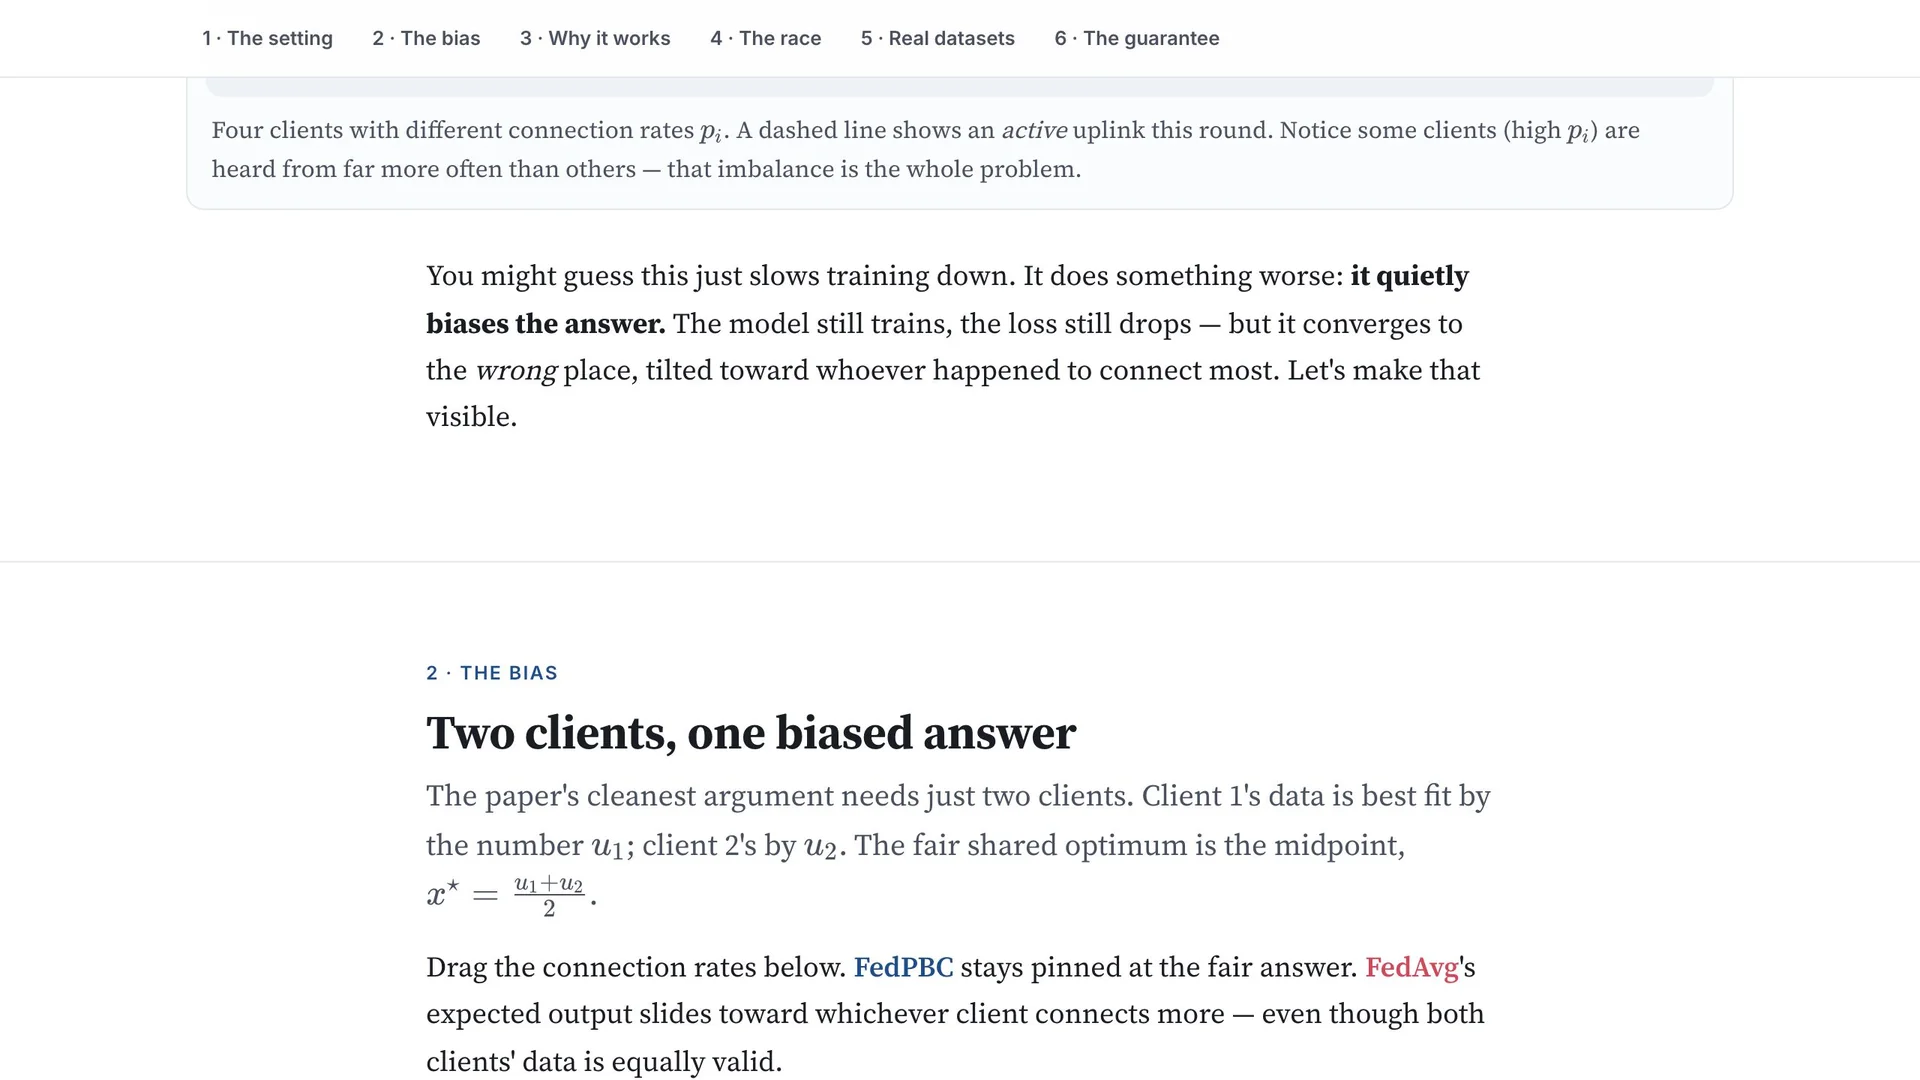 1 · The setting 2 · The bias 3 · Why it works 4 · The race 5 · Real datasets 6 · The guarantee
Four clients with different connection rates pᵢ. A dashed line shows an active uplink this round. Notice some clients (high pᵢ) are
heard from far more often than others — that imbalance is the whole problem.
You might guess this just slows training down. It does something worse: it quietly
biases the answer. The model still trains, the loss still drops — but it converges to
the wrong place, tilted toward whoever happened to connect most. Let's make that
visible.
2 · THE BIAS
Two clients, one biased answer
The paper's cleanest argument needs just two clients. Client 1's data is best fit by
the number u₁; client 2's by u₂. The fair shared optimum is the midpoint,
x⋆ = (u₁+u₂)/2.
Drag the connection rates below. FedPBC stays pinned at the fair answer. FedAvg's
expected output slides toward whichever client connects more — even though both
clients' data is equally valid.